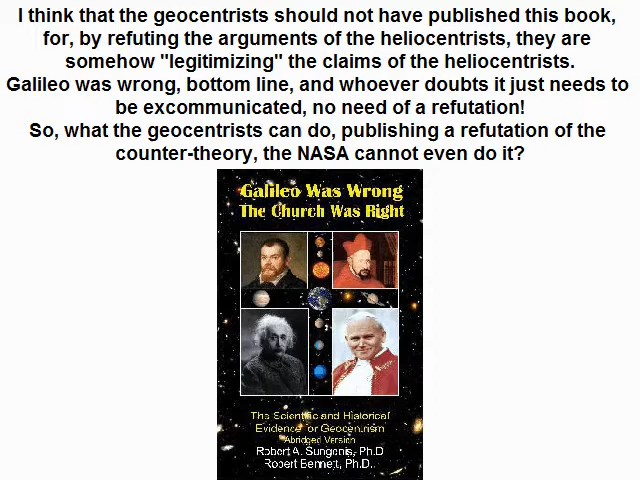 I think that the geocentrists should not have published this book,
for, by refuting the arguments of the heliocentrists, they are
somehow "legitimizing" the claims of the heliocentrists.
Galileo was wrong, bottom line, and whoever doubts it just needs to
be excommunicated, no need of a refutation!
So, what the geocentrists can do, publishing a refutation of the
counter-theory, the NASA cannot even do it?
Galileo Was Wrong
The Church Was Right
The Scientific and Historical
Evidence for Geocentrism
Abridged Version
Robert A. Sungenis, Ph.D
Robert Bennett, Ph.D.